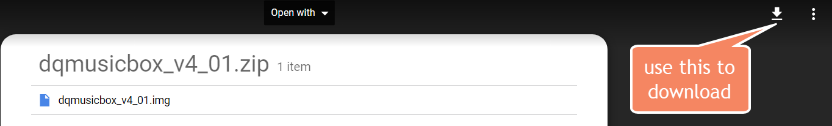 Open with
dqmusicbox_v4_01.zip 1 item
dqmusicbox_v4_01.img
use this to
download